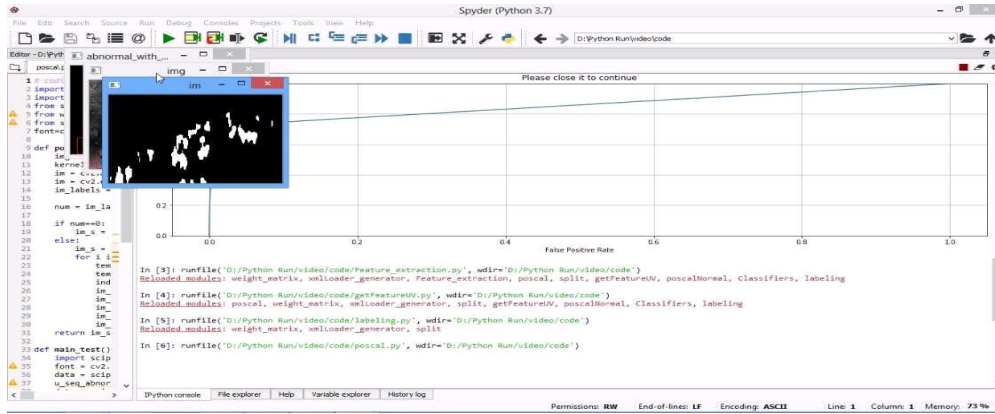 Spyder (Python 3.7)
File Edit Search Source Run Debug Consoles Projects Tools View Help
D:\Python Run\video\code
Editor - D:\Pyth
abnormal_with_...
poscal.p
img
im
Please close it to continue
1 #
2 import
3 import
4 from s
5 from w
6 from s
7 font=c
8
9 def po
10 im_
11 kerne
12 im = cv2.
13 im = cv2.
14 im_labels =
15
16 num = im_la
17
18 if num==0:
19 im_s =
20 else:
21 im_s =
22 for i i
23 tem
24 tem
25 ind
26 im_
27 im_
28 im_
29 im_
30 im_
31 return im_s
32
33 def main_test()
34 import scip
35 font = cv2.
36 data = scip
37 u_seq_abnor
0.2
0.0
0.0 0.2 0.4 0.6 0.8 1.0
False Positive Rate
In [3]: runfile('D:/Python Run/video/code/Feature_extraction.py', wdir='D:/Python Run/video/code')
Reloaded modules: weight_matrix, xmlLoader_generator, Feature_extraction, poscal, split, getFeatureUV, poscalNormal, Classifiers, labeling
In [4]: runfile('D:/Python Run/video/code/getFeatureUV.py', wdir='D:/Python Run/video/code')
Reloaded modules: poscal, weight_matrix, xmlLoader_generator, split, getFeatureUV, poscalNormal, Classifiers, labeling
In [5]: runfile('D:/Python Run/video/code/labeling.py', wdir='D:/Python Run/video/code')
Reloaded modules: weight_matrix, xmlLoader_generator, split
In [6]: runfile('D:/Python Run/video/code/poscal.py', wdir='D:/Python Run/video/code')
IPython console File explorer Help Variable explorer History log
Permissions: RW End-of-lines: LF Encoding: ASCII Line: 1 Column: 1 Memory: 73 %